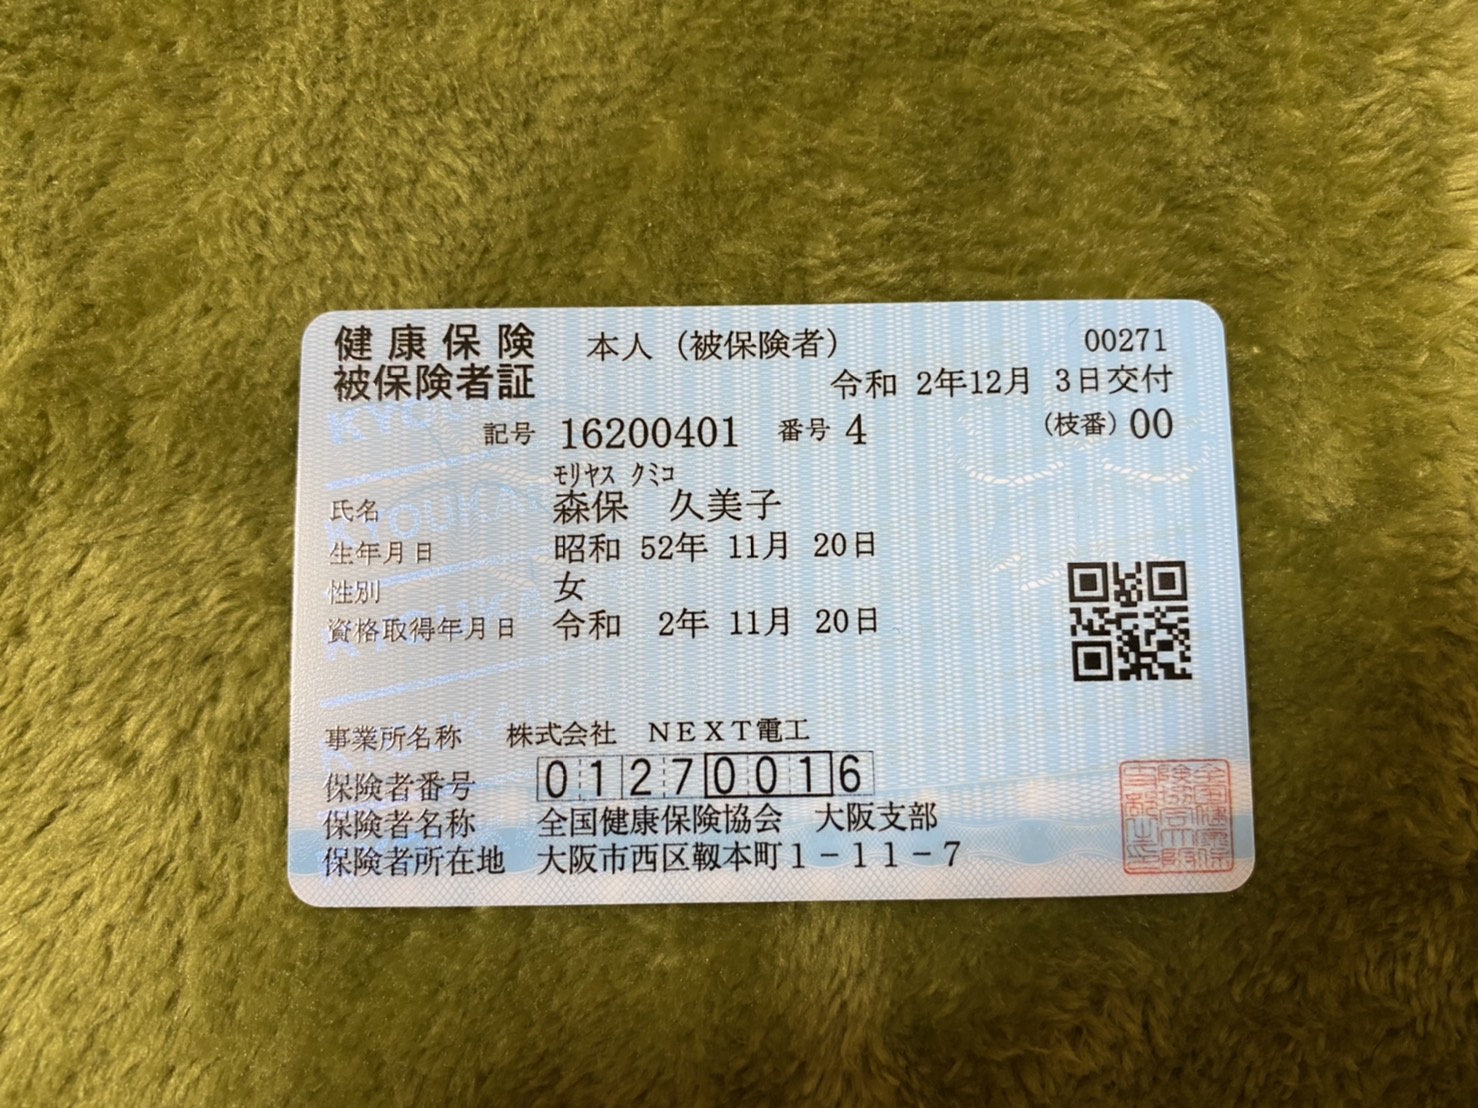 健康保険 本人（被保険者） 00271
被保険者証 令和 2年12月 3日交付
記号 16200401 番号 4 （枝番）00
ﾓﾘﾔｽ ｸﾐｺ
氏名 森保 久美子
生年月日 昭和 52年 11月 20日
性別 女
資格取得年月日 令和 2年 11月 20日
事業所名称 株式会社 ＮＥＸＴ電工
保険者番号 01270016
保険者名称 全国健康保険協会 大阪支部
保険者所在地 大阪市西区靱本町１－１１－７